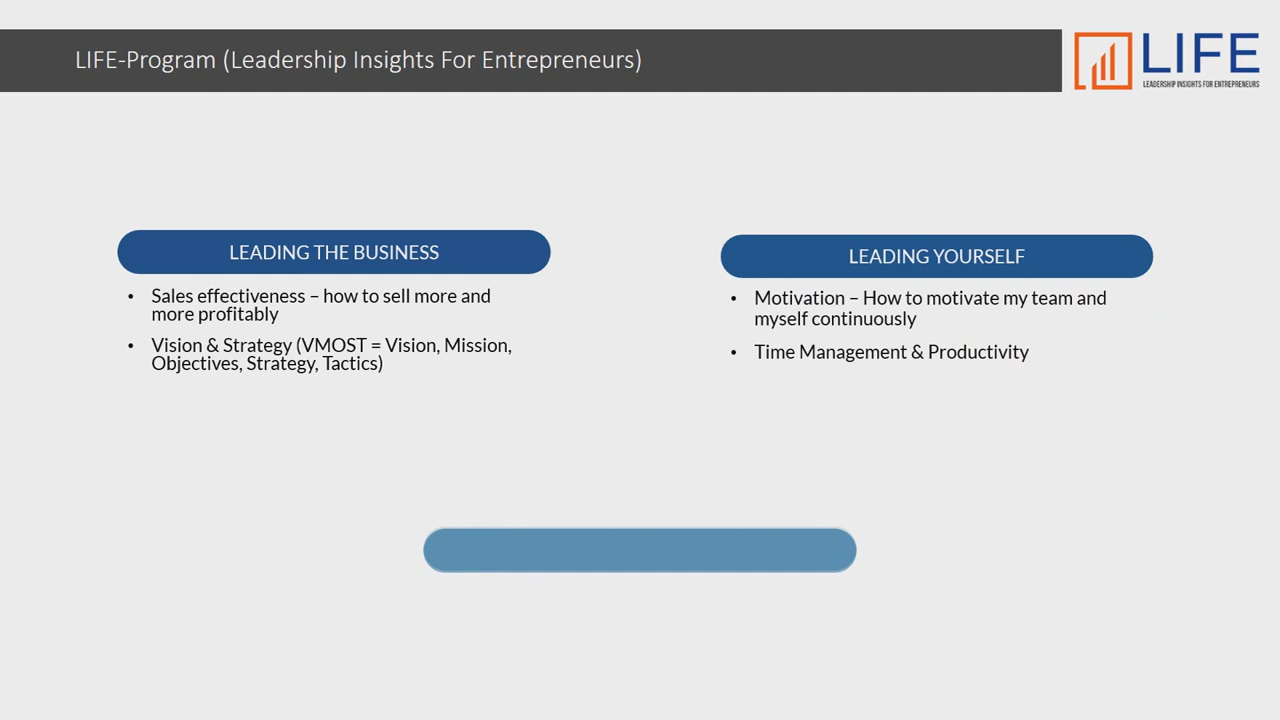 LIFE-Program (Leadership Insights For Entrepreneurs)
LIFE
LEADERSHIP INSIGHTS FOR ENTREPRENEURS
LEADING THE BUSINESS
• Sales effectiveness – how to sell more and
more profitably
• Vision & Strategy (VMOST = Vision, Mission,
Objectives, Strategy, Tactics)
LEADING YOURSELF
• Motivation – How to motivate my team and
myself continuously
• Time Management & Productivity